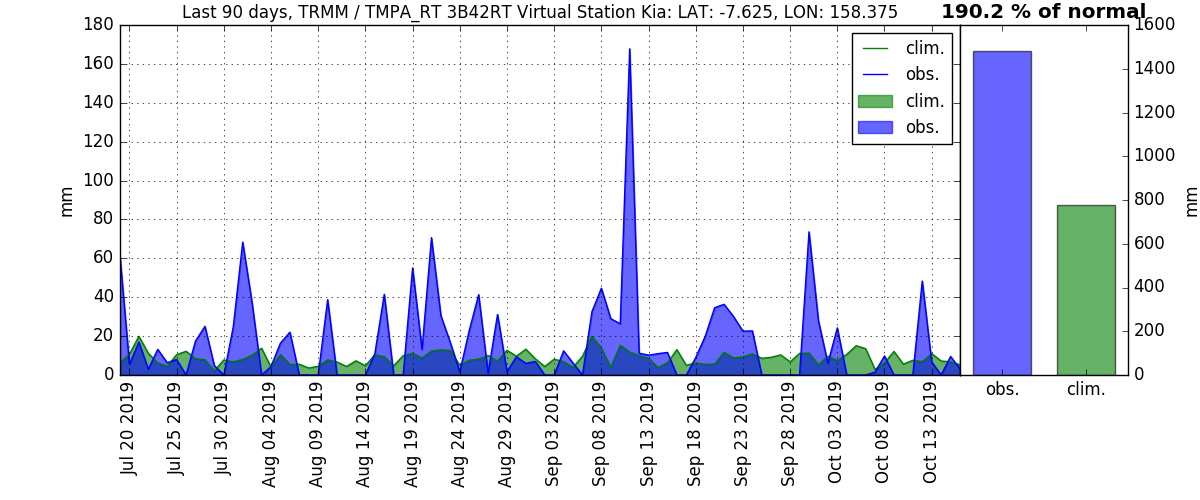 Last 90 days, TRMM / TMPA_RT 3B42RT Virtual Station Kia: LAT: -7.625, LON: 158.375
190.2 % of normal
mm
180
160
140
120
100
80
60
40
20
0
clim.
obs.
clim.
obs.
Jul 20 2019
Jul 25 2019
Jul 30 2019
Aug 04 2019
Aug 09 2019
Aug 14 2019
Aug 19 2019
Aug 24 2019
Aug 29 2019
Sep 03 2019
Sep 08 2019
Sep 13 2019
Sep 18 2019
Sep 23 2019
Sep 28 2019
Oct 03 2019
Oct 08 2019
Oct 13 2019
obs.
clim.
1600
1400
1200
1000
800
600
400
200
0
mm